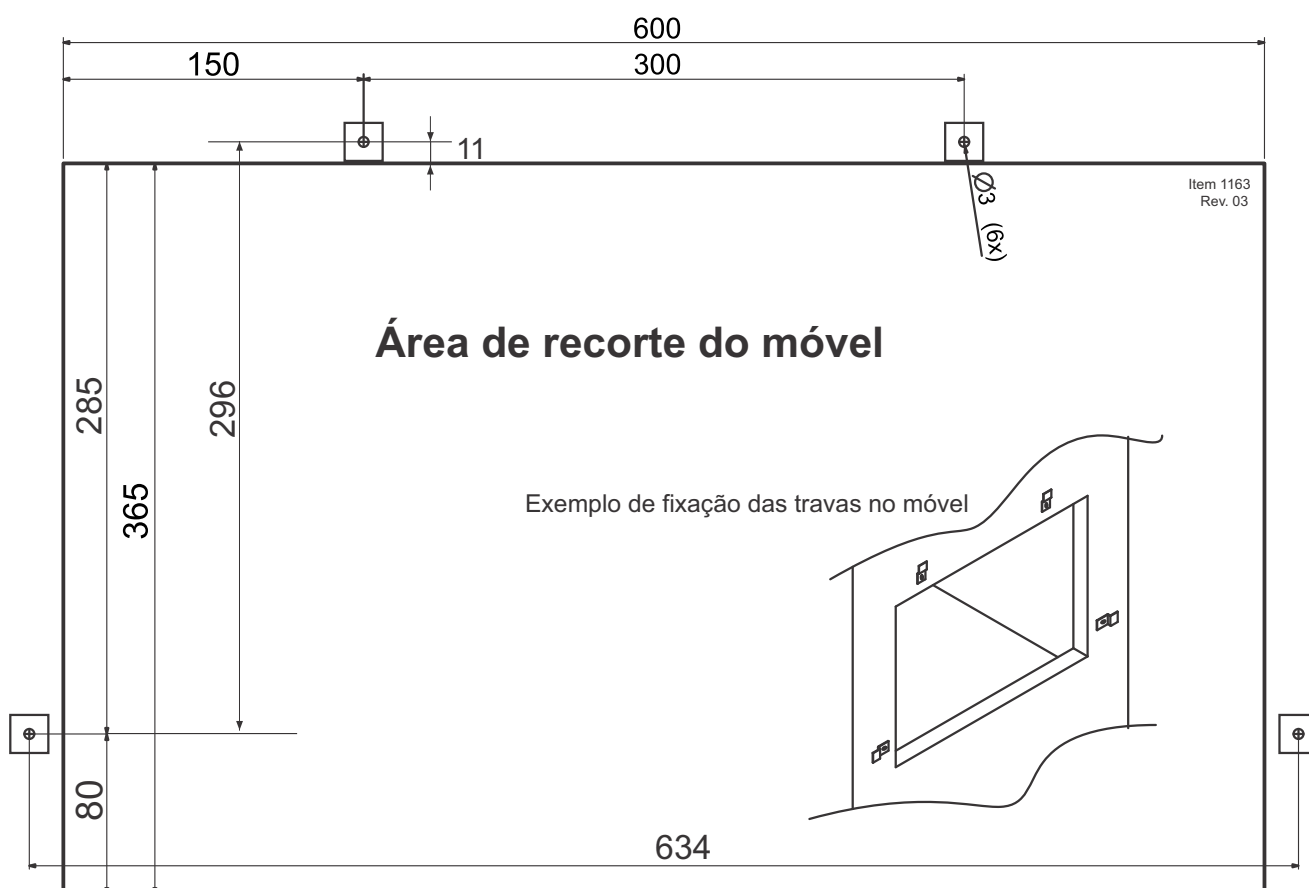 600
150
300
11
Item 1163
Rev. 03
Ø3 (6x)
Área de recorte do móvel
285
296
365
Exemplo de fixação das travas no móvel
80
634